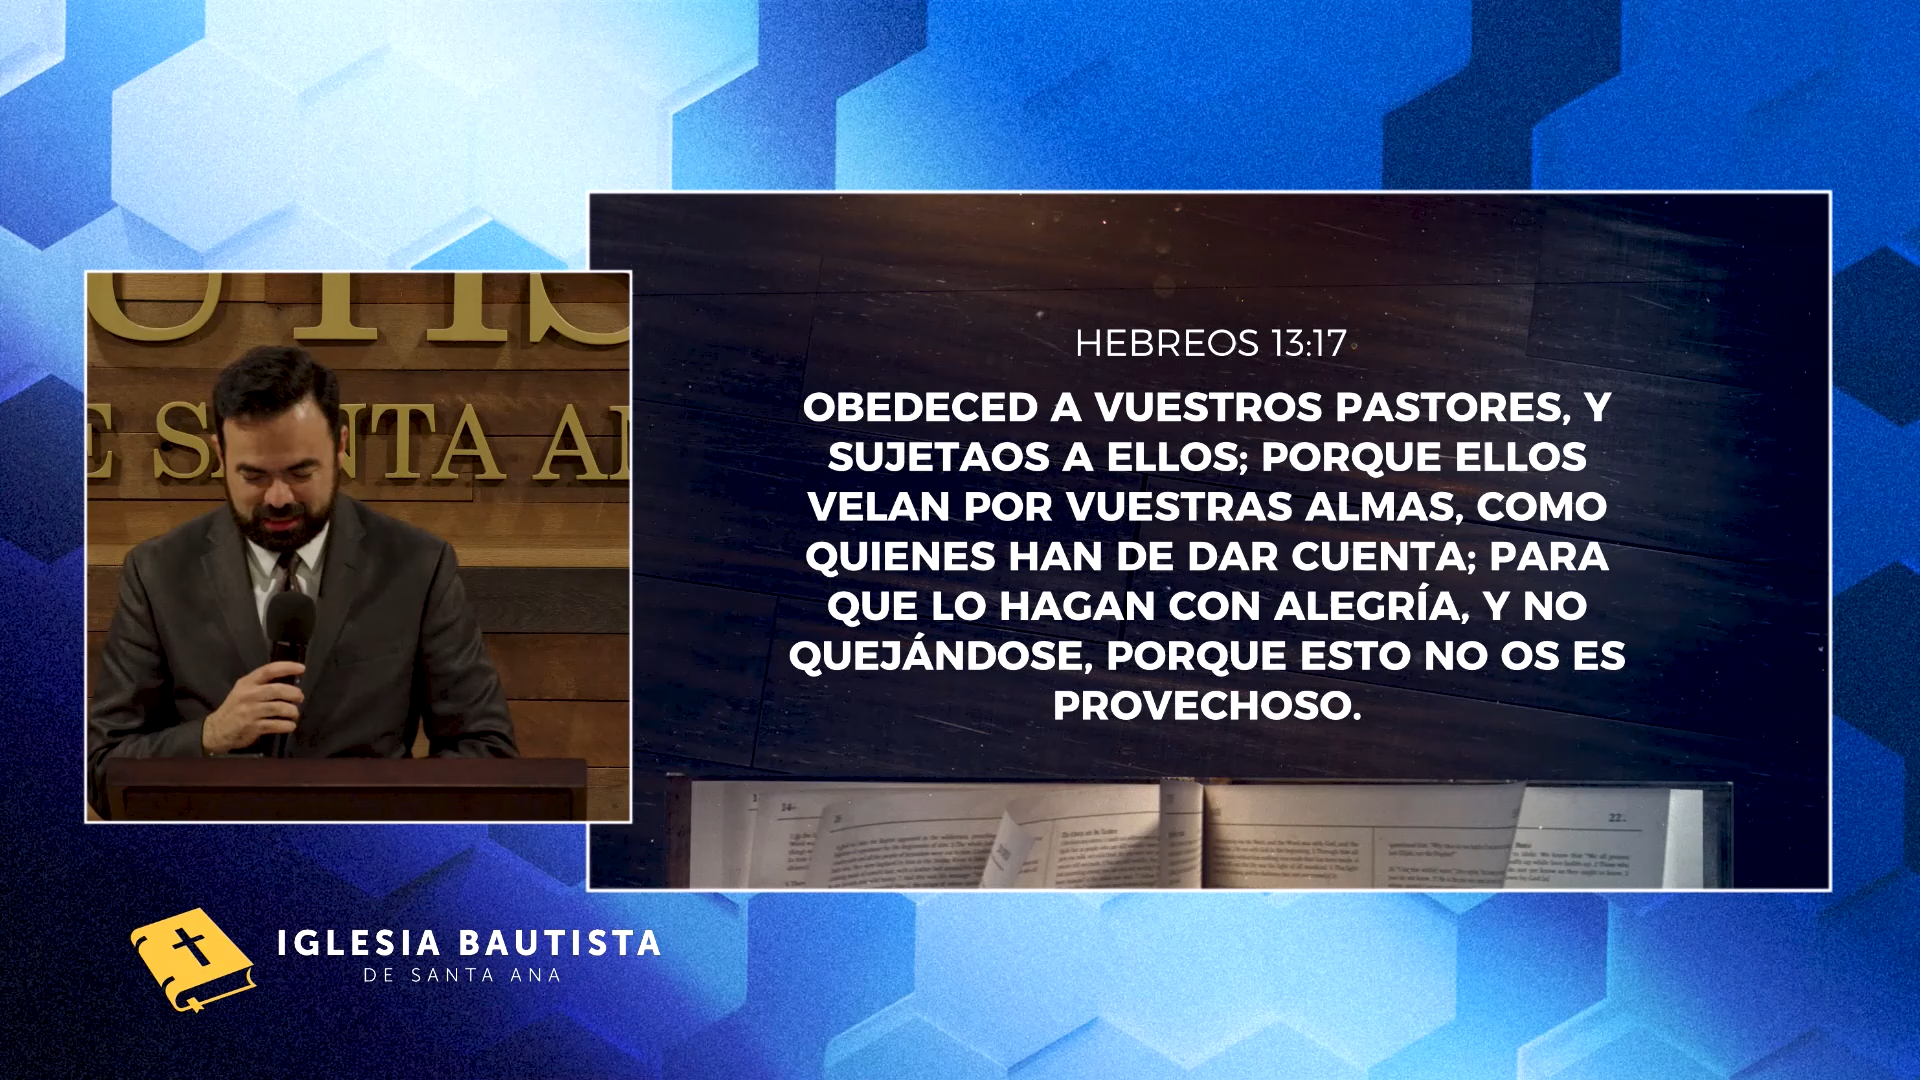 HEBREOS 13:17
OBEDECED A VUESTROS PASTORES, Y
SUJETAOS A ELLOS; PORQUE ELLOS
VELAN POR VUESTRAS ALMAS, COMO
QUIENES HAN DE DAR CUENTA; PARA
QUE LO HAGAN CON ALEGRÍA, Y NO
QUEJÁNDOSE, PORQUE ESTO NO OS ES
PROVECHOSO.
SANTA
IGLESIA BAUTISTA
DE SANTA ANA